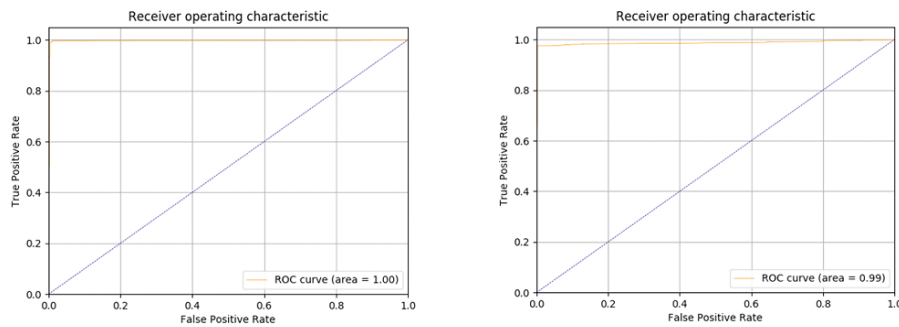 Receiver operating characteristic
1.0
0.8
0.6
0.4
0.2
0.0
True Positive Rate
ROC curve (area = 1.00)
0.0 0.2 0.4 0.6 0.8 1.0
False Positive Rate
Receiver operating characteristic
1.0
0.8
0.6
0.4
0.2
0.0
True Positive Rate
ROC curve (area = 0.99)
0.0 0.2 0.4 0.6 0.8 1.0
False Positive Rate